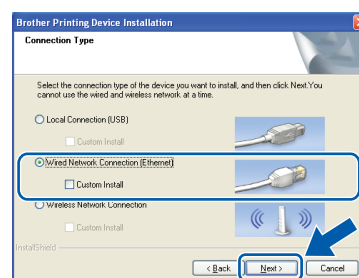 Brother Printing Device Installation
Connection Type
Select the connection type of the device you want to install, and then click Next.You
cannot use the wired and wireless network at a time.
Local Connection (USB)
Custom Install
Wired Network Connection (Ethernet)
Custom Install
Wireless Network Connection
Custom Install
InstallShield
< Back
Next >
Cancel